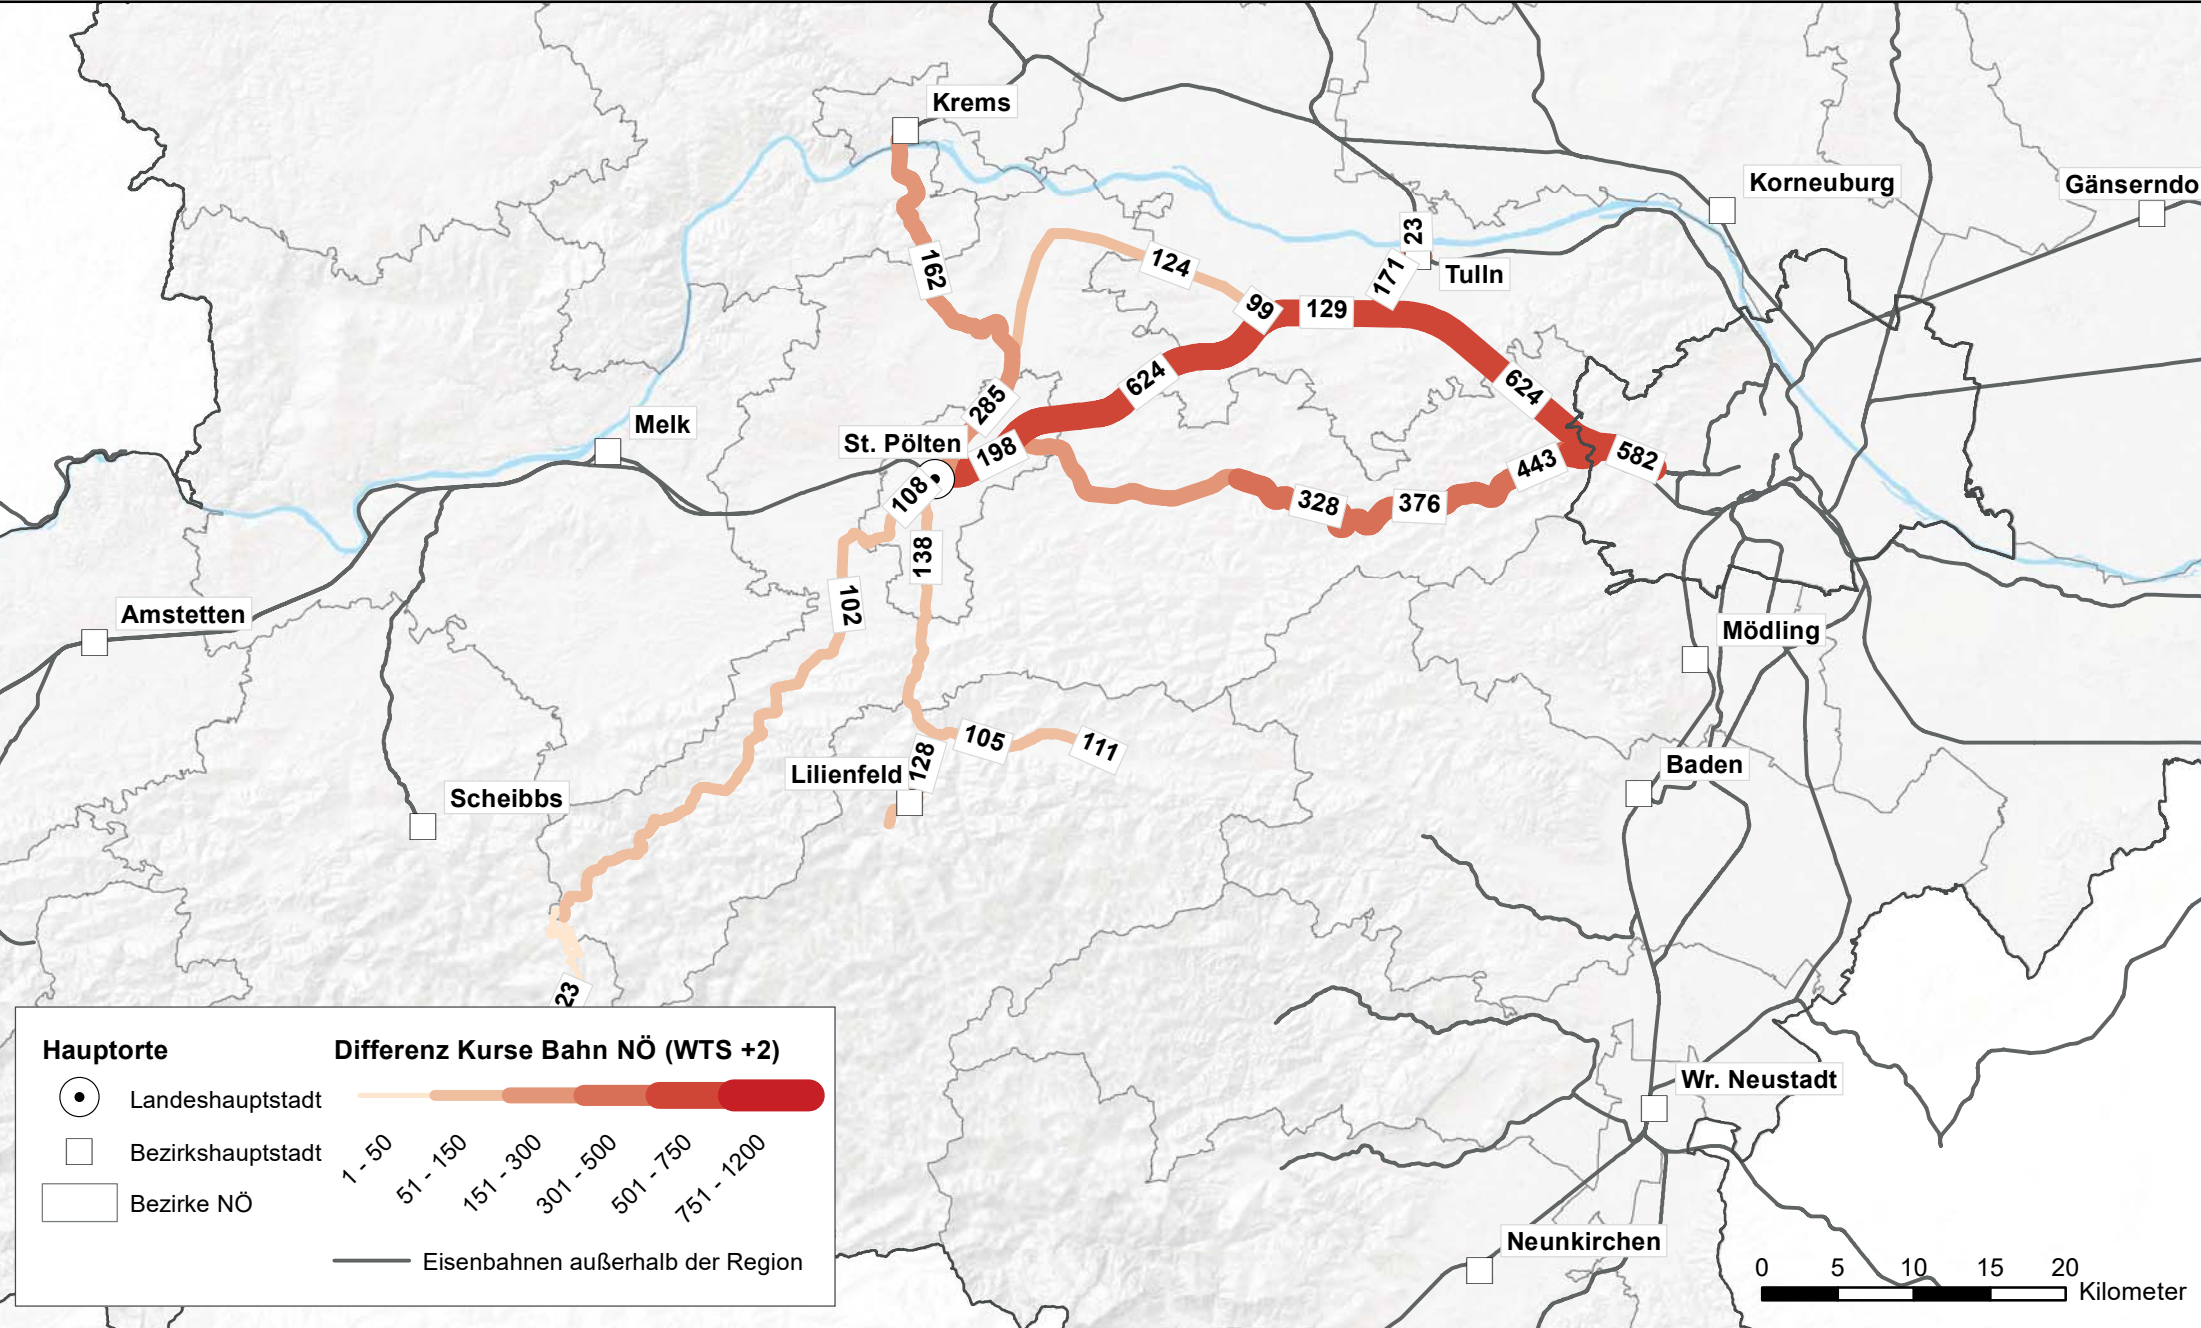 Krems
Korneuburg
Gänserndo
23
171
Tulln
162
124
99
129
624
624
285
Melk
St. Pölten
198
108
443
582
328
376
138
102
Amstetten
Mödling
105
111
128
Lilienfeld
Baden
Scheibbs
23
Hauptorte
Landeshauptstadt
Bezirkshauptstadt
Bezirke NÖ
Differenz Kurse Bahn NÖ (WTS +2)
1 - 50
51 - 150
151 - 300
301 - 500
501 - 750
751 - 1200
Eisenbahnen außerhalb der Region
Wr. Neustadt
Neunkirchen
0 5 10 15 20
Kilometer